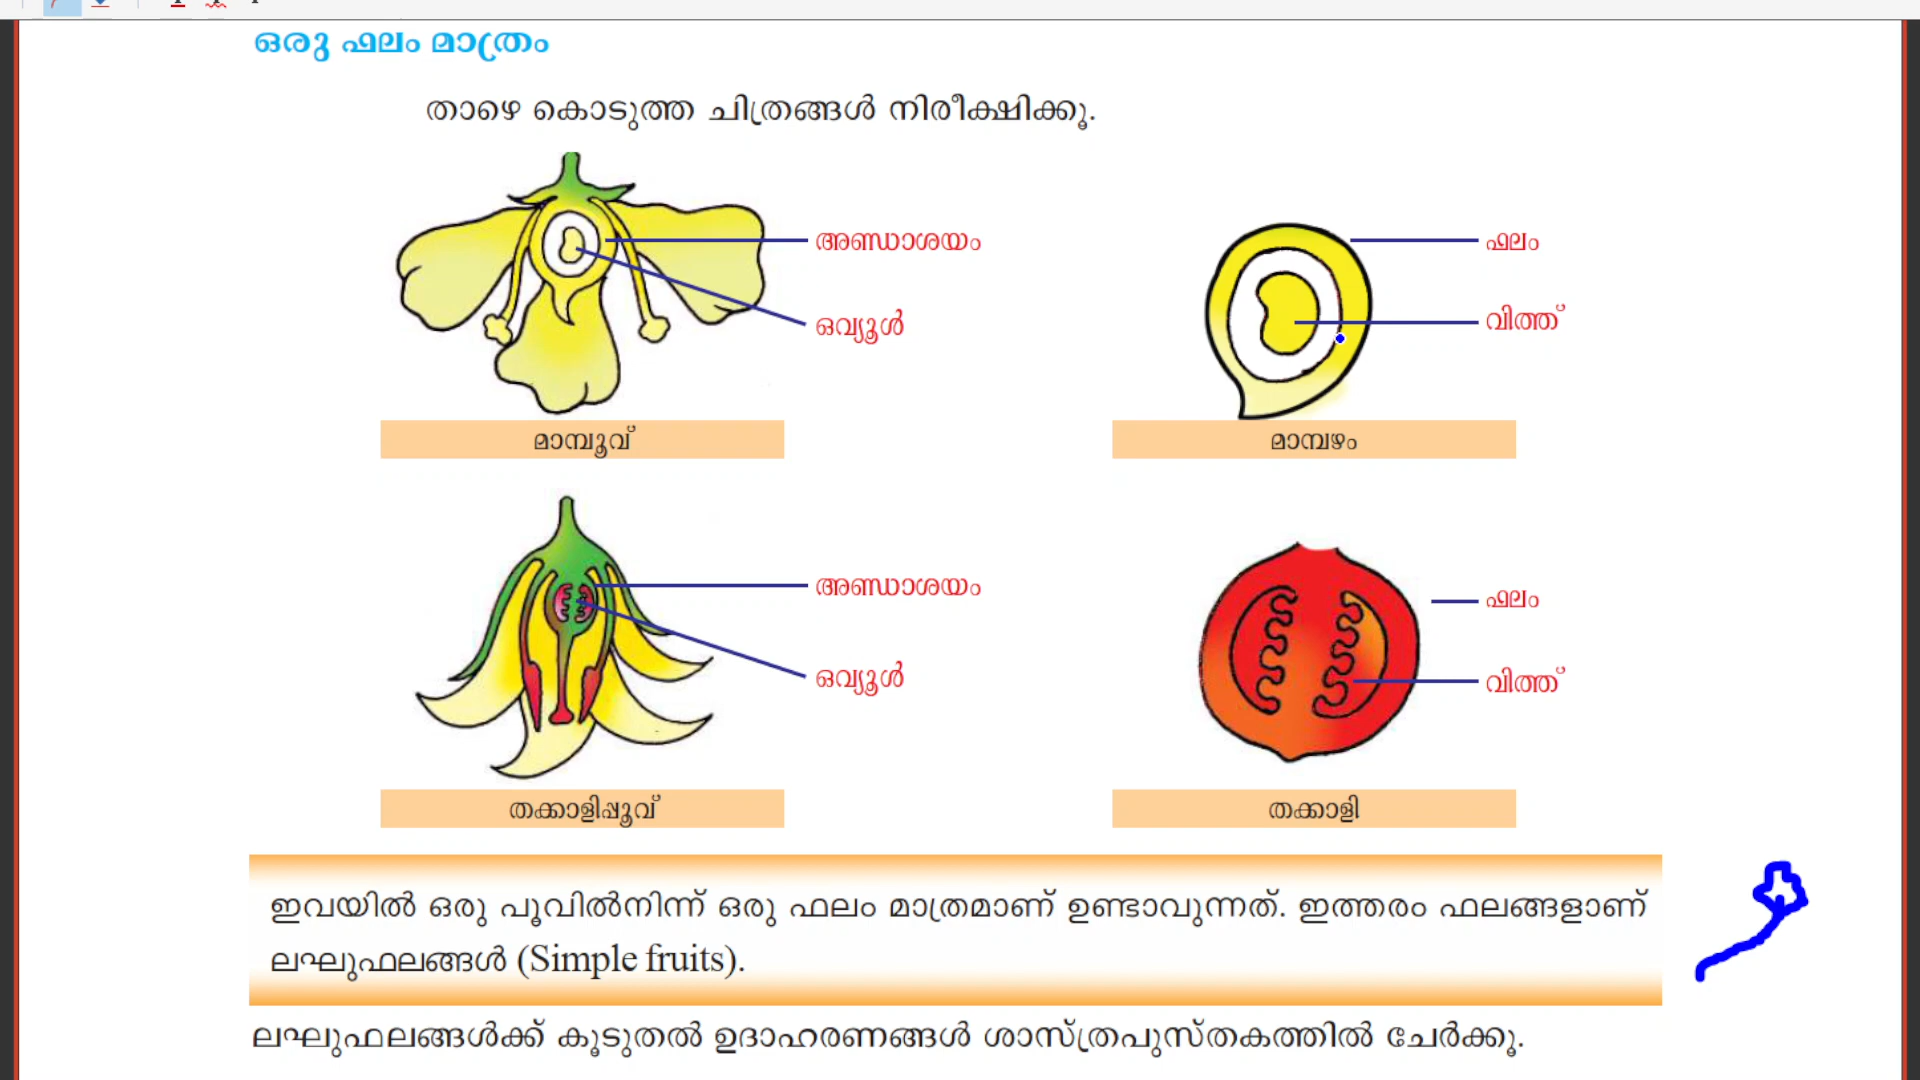 ഒരു ഫലം മാത്രം
താഴെ കൊടുത്ത ചിത്രങ്ങൾ നിരീക്ഷിക്കൂ.
അണ്ഡാശയം
ഒവ്യൂൾ
മാമ്പൂവ്
ഫലം
വിത്ത്
മാമ്പഴം
അണ്ഡാശയം
ഒവ്യൂൾ
തക്കാളിപ്പൂവ്
ഫലം
വിത്ത്
തക്കാളി
ഇവയിൽ ഒരു പൂവിൽനിന്ന് ഒരു ഫലം മാത്രമാണ് ഉണ്ടാവുന്നത്. ഇത്തരം ഫലങ്ങളാണ്
ലഘുഫലങ്ങൾ (Simple fruits).
ലഘുഫലങ്ങൾക്ക് കൂടുതൽ ഉദാഹരണങ്ങൾ ശാസ്ത്രപുസ്തകത്തിൽ ചേർക്കൂ.